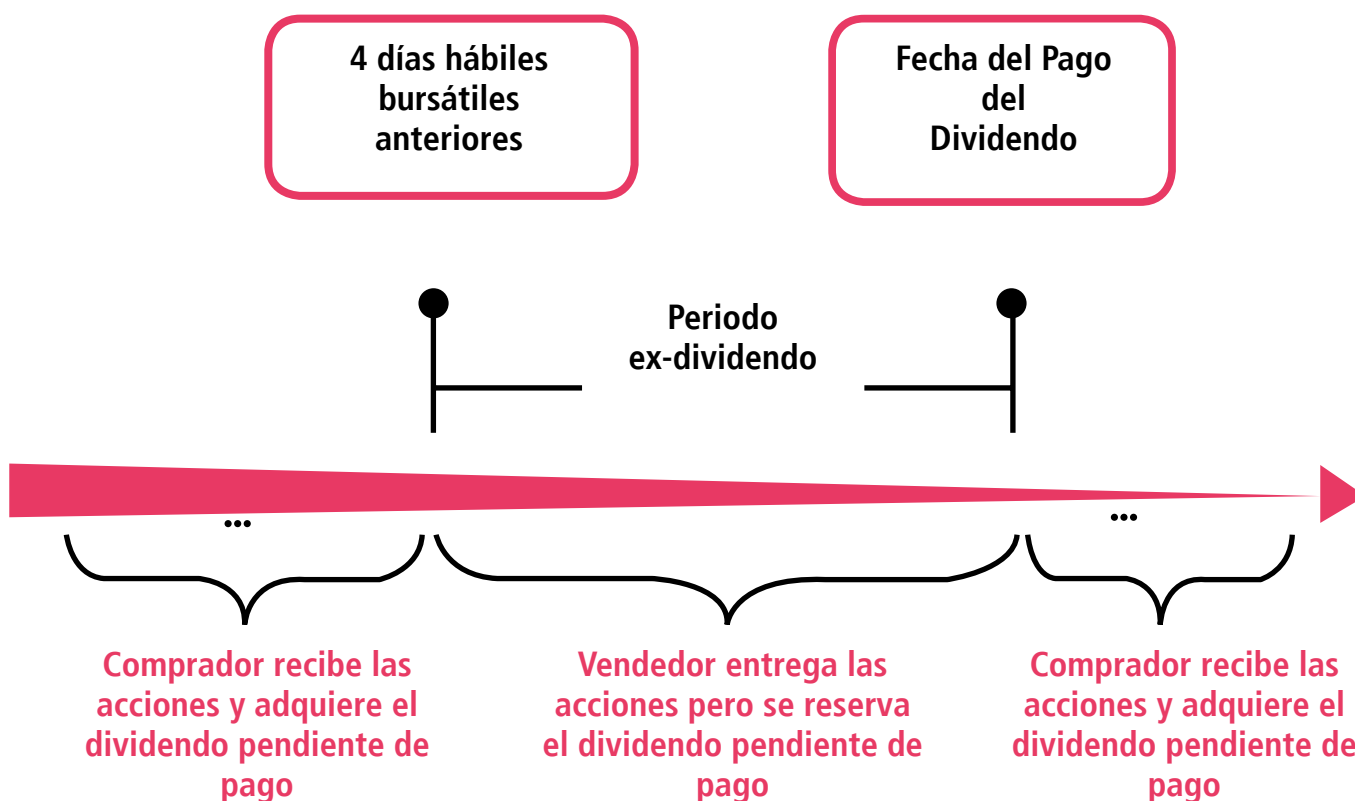 4 días hábiles
bursátiles
anteriores
Fecha del Pago
del
Dividendo
Periodo
ex-dividendo
...
...
Comprador recibe las
acciones y adquiere el
dividendo pendiente de
pago
Vendedor entrega las
acciones pero se reserva
el dividendo pendiente de
pago
Comprador recibe las
acciones y adquiere el
dividendo pendiente de
pago